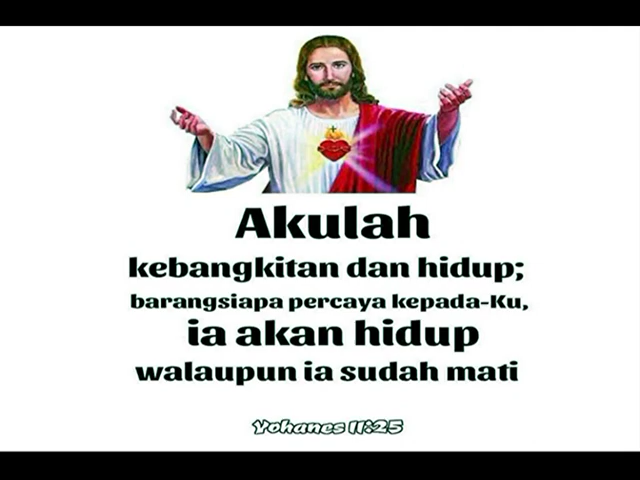 Akulah
kebangkitan dan hidup;
barangsiapa percaya kepada-Ku,
ia akan hidup
walaupun ia sudah mati
Yohanes 11:25